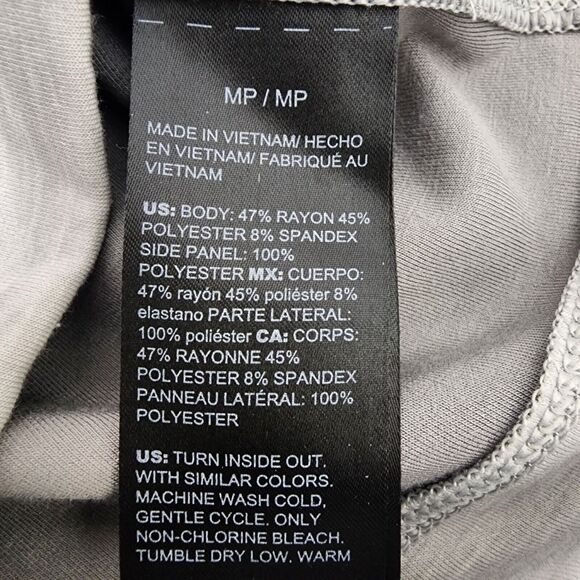 MP / MP
MADE IN VIETNAM/ HECHO
EN VIETNAM/ FABRIQUÉ AU
VIETNAM
US: BODY: 47% RAYON 45%
POLYESTER 8% SPANDEX
SIDE PANEL: 100%
POLYESTER MX: CUERPO:
47% rayón 45% poliéster 8%
elastano PARTE LATERAL:
100% poliéster CA: CORPS:
47% RAYONNE 45%
POLYESTER 8% SPANDEX
PANNEAU LATÉRAL: 100%
POLYESTER
US: TURN INSIDE OUT.
WITH SIMILAR COLORS.
MACHINE WASH COLD,
GENTLE CYCLE. ONLY
NON-CHLORINE BLEACH.
TUMBLE DRY LOW. WARM